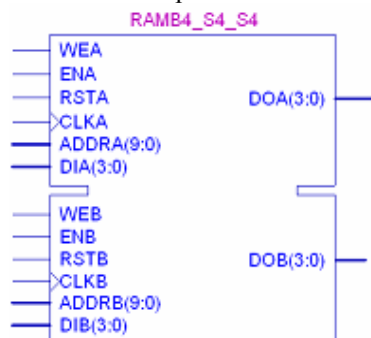 RAMB4_S4_S4
WEA
ENA
RSTA DOA(3:0)
CLKA
ADDRA(9:0)
DIA(3:0)
WEB
ENB
RSTB DOB(3:0)
CLKB
ADDRB(9:0)
DIB(3:0)